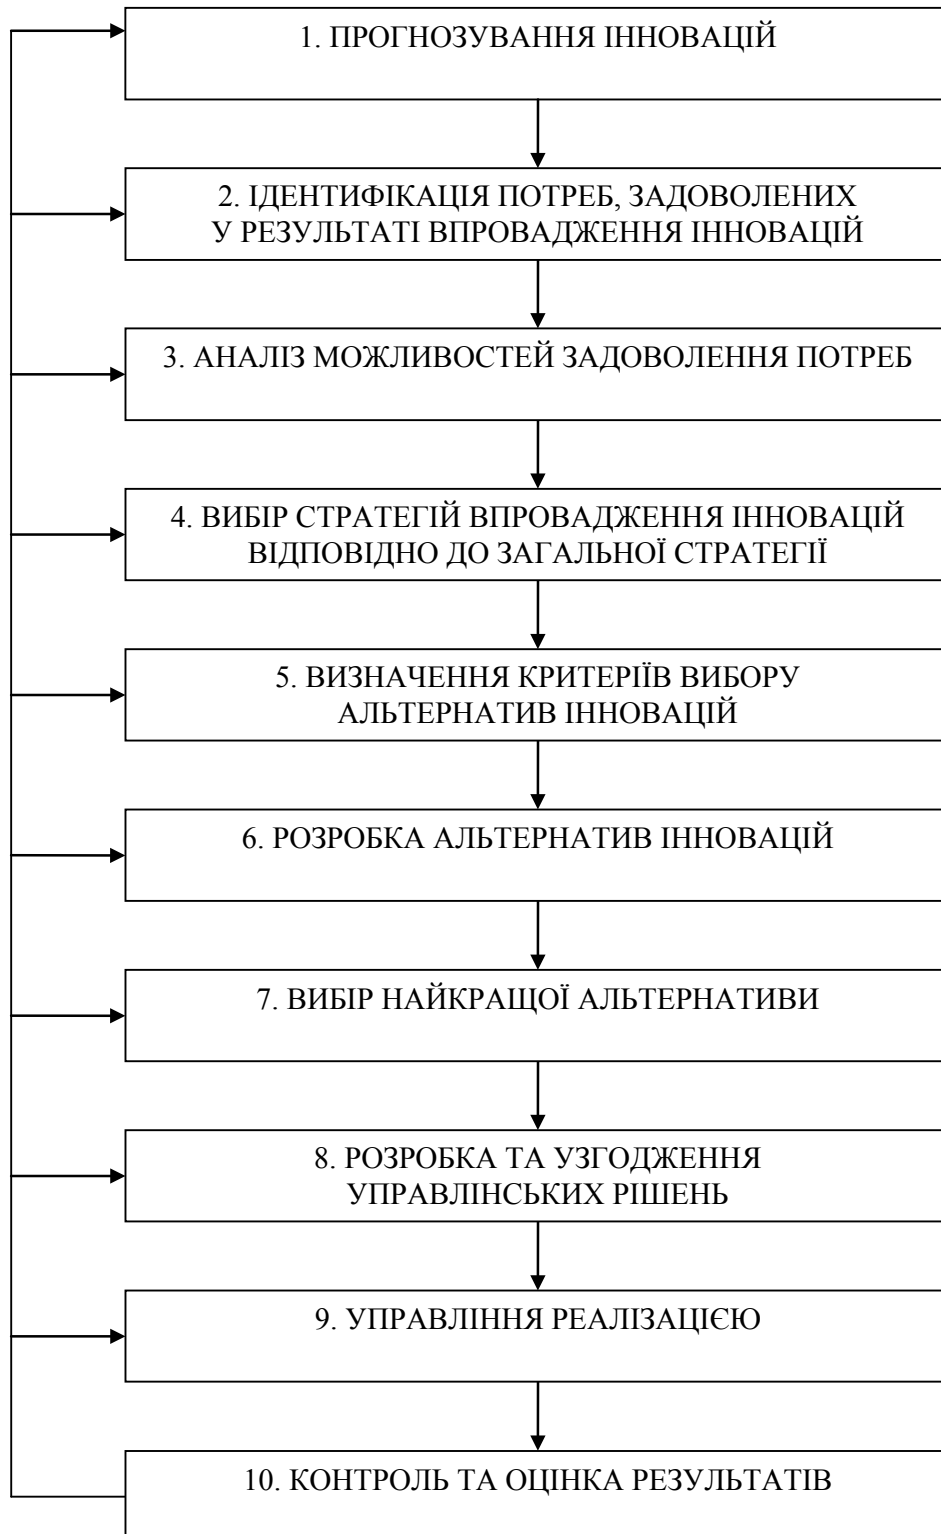 1. ПРОГНОЗУВАННЯ ІННОВАЦІЙ
2. ІДЕНТИФІКАЦІЯ ПОТРЕБ, ЗАДОВОЛЕНИХ
У РЕЗУЛЬТАТІ ВПРОВАДЖЕННЯ ІННОВАЦІЙ
3. АНАЛІЗ МОЖЛИВОСТЕЙ ЗАДОВОЛЕННЯ ПОТРЕБ
4. ВИБІР СТРАТЕГІЙ ВПРОВАДЖЕННЯ ІННОВАЦІЙ
ВІДПОВІДНО ДО ЗАГАЛЬНОЇ СТРАТЕГІЇ
5. ВИЗНАЧЕННЯ КРИТЕРІЇВ ВИБОРУ
АЛЬТЕРНАТИВ ІННОВАЦІЙ
6. РОЗРОБКА АЛЬТЕРНАТИВ ІННОВАЦІЙ
7. ВИБІР НАЙКРАЩОЇ АЛЬТЕРНАТИВИ
8. РОЗРОБКА ТА УЗГОДЖЕННЯ
УПРАВЛІНСЬКИХ РІШЕНЬ
9. УПРАВЛІННЯ РЕАЛІЗАЦІЄЮ
10. КОНТРОЛЬ ТА ОЦІНКА РЕЗУЛЬТАТІВ